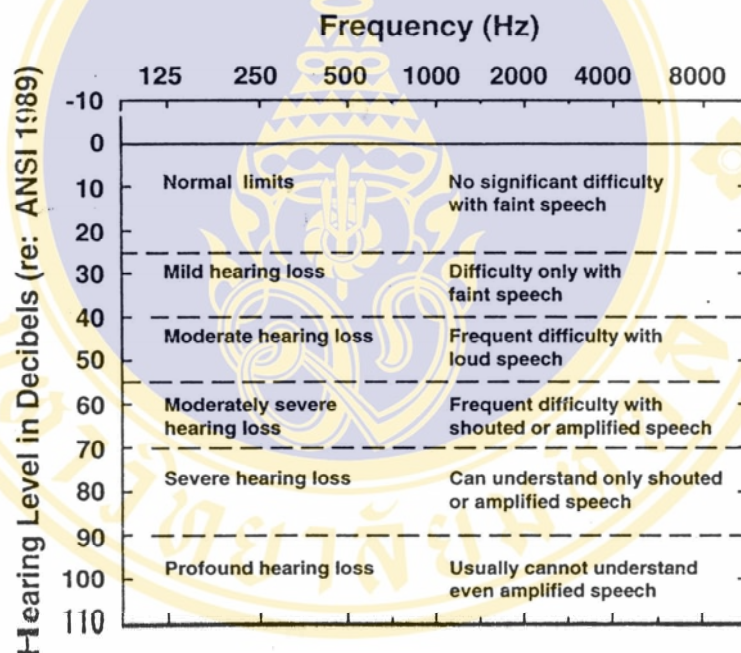 Frequency (Hz)
125 250 500 1000 2000 4000 8000
Hearing Level in Decibels (re: ANSI 1989)
-10
0
10
20
30
40
50
60
70
80
90
100
110
Normal limits
No significant difficulty
with faint speech
Mild hearing loss
Difficulty only with
faint speech
Moderate hearing loss
Frequent difficulty with
loud speech
Moderately severe
hearing loss
Frequent difficulty with
shouted or amplified speech
Severe hearing loss
Can understand only shouted
or amplified speech
Profound hearing loss
Usually cannot understand
even amplified speech